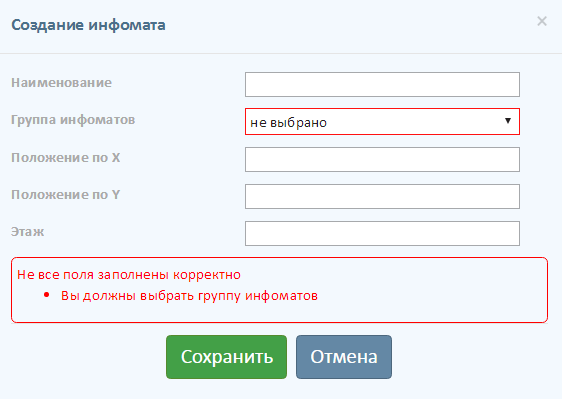 Создание инфомата
×
Наименование
Группа инфоматов
не выбрано
Положение по X
Положение по Y
Этаж
Не все поля заполнены корректно
Вы должны выбрать группу инфоматов
Сохранить Отмена